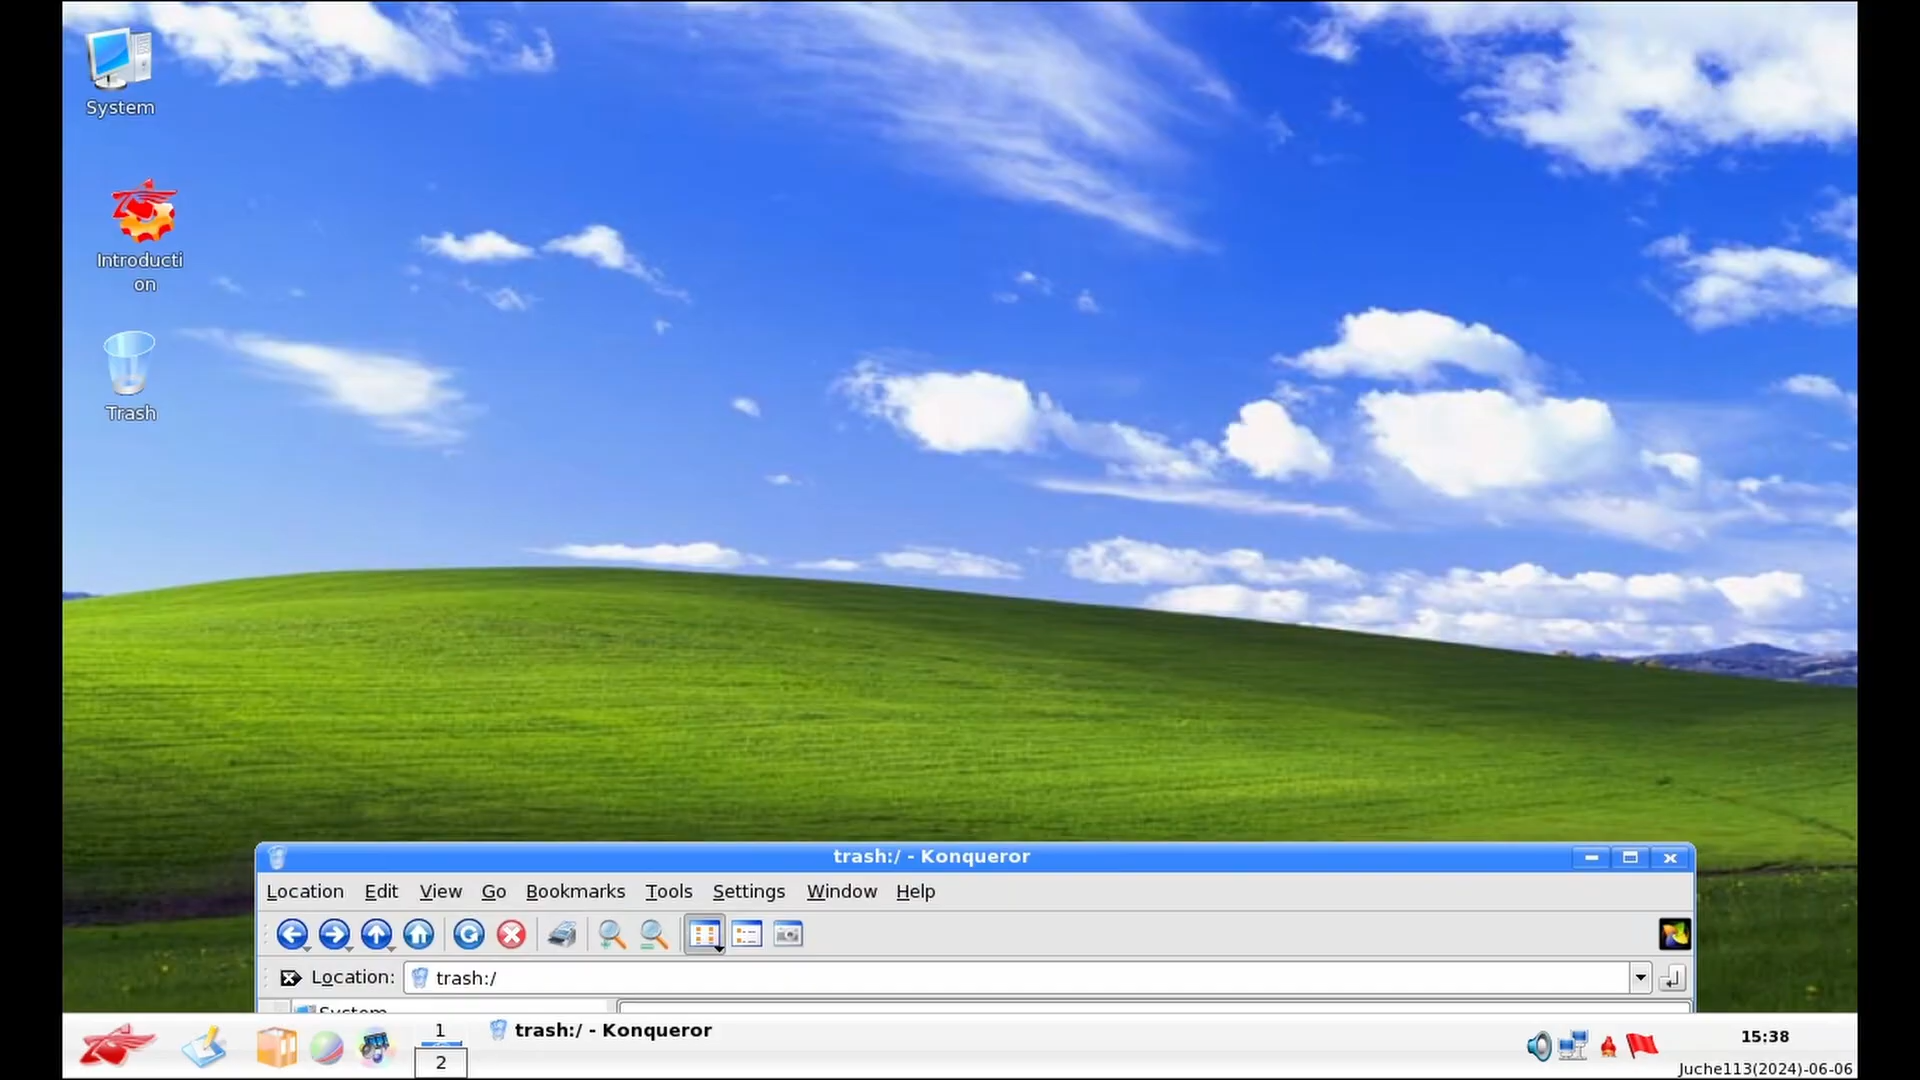 System
Introducti
on
Trash
trash:/ - Konqueror
Location Edit View Go Bookmarks Tools Settings Window Help
Location: trash:/
System
1
2
trash:/ - Konqueror
15:38
Juche113(2024)-06-06